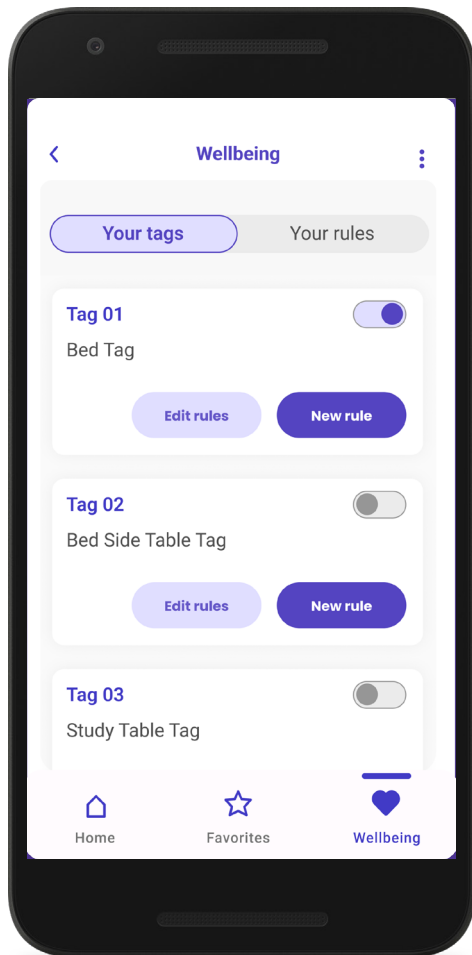 Wellbeing
Your tags Your rules
Tag 01
Bed Tag
Edit rules New rule
Tag 02
Bed Side Table Tag
Edit rules New rule
Tag 03
Study Table Tag
Home Favorites Wellbeing